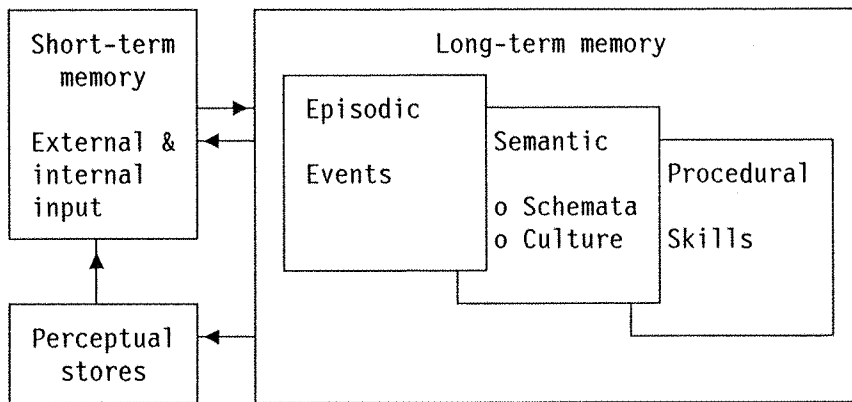 Short-term
memory
External &
internal
input
Perceptual
stores
Long-term memory
Episodic
Events
Semantic
o Schemata
o Culture
Procedural
Skills